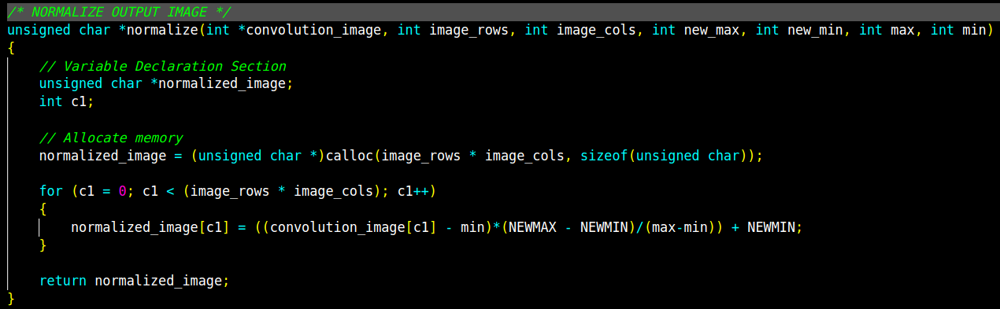 /* NORMALIZE OUTPUT IMAGE */
unsigned char *normalize(int *convolution_image, int image_rows, int image_cols, int new_max, int new_min, int max, int min)
{
    // Variable Declaration Section
    unsigned char *normalized_image;
    int c1;

    // Allocate memory
    normalized_image = (unsigned char *)calloc(image_rows * image_cols, sizeof(unsigned char));

    for (c1 = 0; c1 < (image_rows * image_cols); c1++)
    {
        normalized_image[c1] = ((convolution_image[c1] - min)*(NEWMAX - NEWMIN)/(max-min)) + NEWMIN;
    }

    return normalized_image;
}